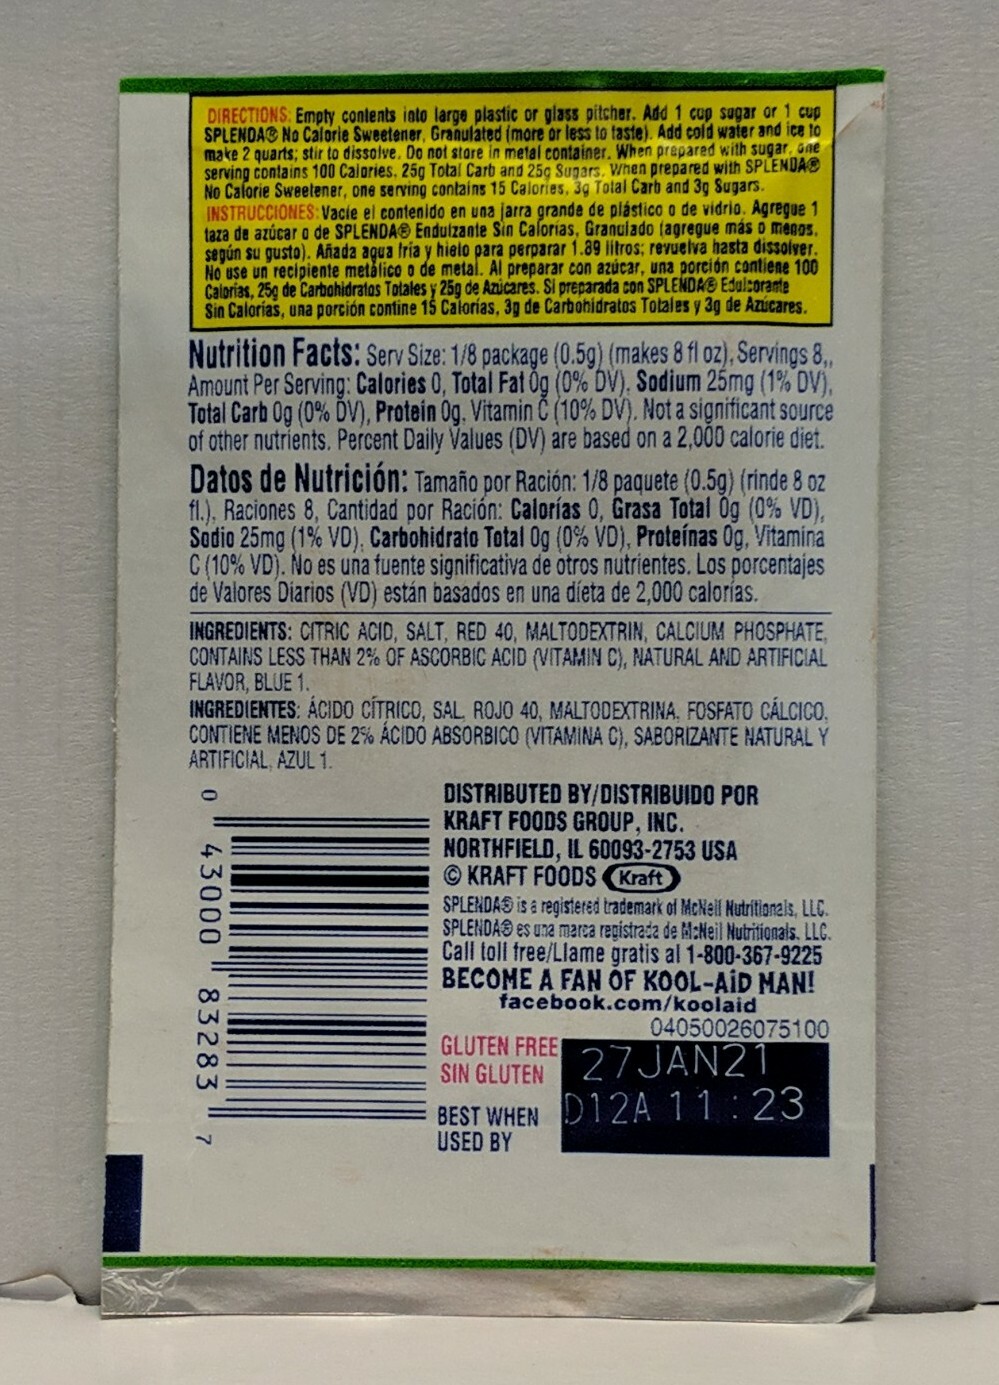 DIRECTIONS: Empty contents into large plastic or glass pitcher. Add 1 cup sugar or 1 cup
SPLENDA® No Calorie Sweetener, Granulated (more or less to taste). Add cold water and ice to
make 2 quarts; stir to dissolve. Do not store in metal container. When prepared with sugar, one
serving contains 100 Calories, 25g Total Carb and 25g Sugars. When prepared with SPLENDA®
No Calorie Sweetener, one serving contains 15 Calories, 3g Total Carb and 3g Sugars.
INSTRUCCIONES: Vacíe el contenido en una jarra grande de plástico o de vidrio. Agregue 1
taza de azúcar o de SPLENDA® Endulzante Sin Calorías, Granulado (agregue más o menos,
según su gusto). Añada agua fría y hielo para perparar 1.89 litros; revuelva hasta dissolver.
No use un recipiente metálico o de metal. Al preparar con azúcar, una porción contiene 100
Calorías, 25g de Carbohidratos Totales y 25g de Azúcares. Si preparada con SPLENDA® Edulcorante
Sin Calorías, una porción contine 15 Calorías, 3g de Carbohidratos Totales y 3g de Azúcares.
Nutrition Facts: Serv Size: 1/8 package (0.5g) (makes 8 fl oz), Servings 8,,
Amount Per Serving: Calories 0, Total Fat 0g (0% DV), Sodium 25mg (1% DV),
Total Carb 0g (0% DV), Protein 0g, Vitamin C (10% DV). Not a significant source
of other nutrients. Percent Daily Values (DV) are based on a 2,000 calorie diet.
Datos de Nutrición: Tamaño por Ración: 1/8 paquete (0.5g) (rinde 8 oz
fl.), Raciones 8, Cantidad por Ración: Calorías 0, Grasa Total 0g (0% VD),
Sodio 25mg (1% VD), Carbohidrato Total 0g (0% VD), Proteínas 0g, Vitamina
C (10% VD). No es una fuente significativa de otros nutrientes. Los porcentajes
de Valores Diarios (VD) están basados en una díeta de 2,000 calorías.
INGREDIENTS: CITRIC ACID, SALT, RED 40, MALTODEXTRIN, CALCIUM PHOSPHATE,
CONTAINS LESS THAN 2% OF ASCORBIC ACID (VITAMIN C), NATURAL AND ARTIFICIAL
FLAVOR, BLUE 1.
INGREDIENTES: ÁCIDO CÍTRICO, SAL, ROJO 40, MALTODEXTRINA, FOSFATO CÁLCICO,
CONTIENE MENOS DE 2% ÁCIDO ABSORBICO (VITAMINA C), SABORIZANTE NATURAL Y
ARTIFICIAL, AZUL 1.
0 43000 83283 7
DISTRIBUTED BY/DISTRIBUIDO POR
KRAFT FOODS GROUP, INC.
NORTHFIELD, IL 60093-2753 USA
© KRAFT FOODS Kraft
SPLENDA® is a registered trademark of McNeil Nutritionals, LLC.
SPLENDA® es una marca registrada de McNeil Nutritionals, LLC.
Call toll free/Llame gratis al 1-800-367-9225
BECOME A FAN OF KOOL-AiD MAN!
facebook.com/koolaid
04050026075100
GLUTEN FREE
SIN GLUTEN
BEST WHEN
USED BY
27JAN21
D12A 11:23